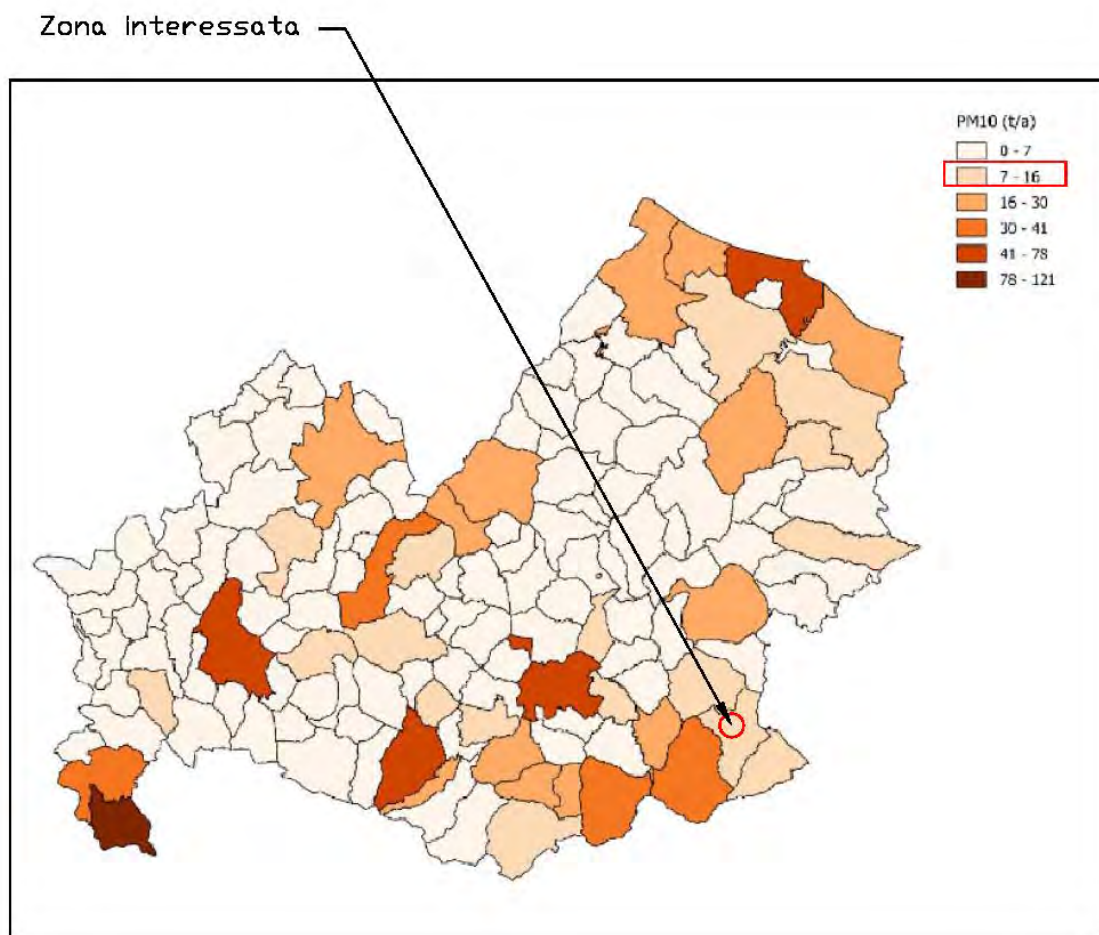 Zona Interessata
PM10 (t/a)
0 - 7
7 - 16
16 - 30
30 - 41
41 - 78
78 - 121